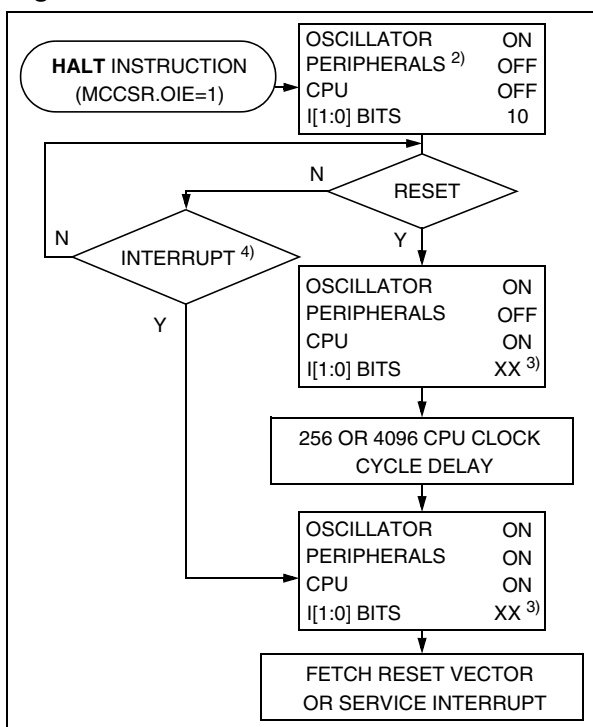 HALT INSTRUCTION
(MCCSR.OIE=1)
OSCILLATOR ON
PERIPHERALS 2) OFF
CPU OFF
I[1:0] BITS 10
N
RESET
N
INTERRUPT 4)
Y
Y
OSCILLATOR ON
PERIPHERALS OFF
CPU ON
I[1:0] BITS XX 3)
256 OR 4096 CPU CLOCK
CYCLE DELAY
OSCILLATOR ON
PERIPHERALS ON
CPU ON
I[1:0] BITS XX 3)
FETCH RESET VECTOR
OR SERVICE INTERRUPT